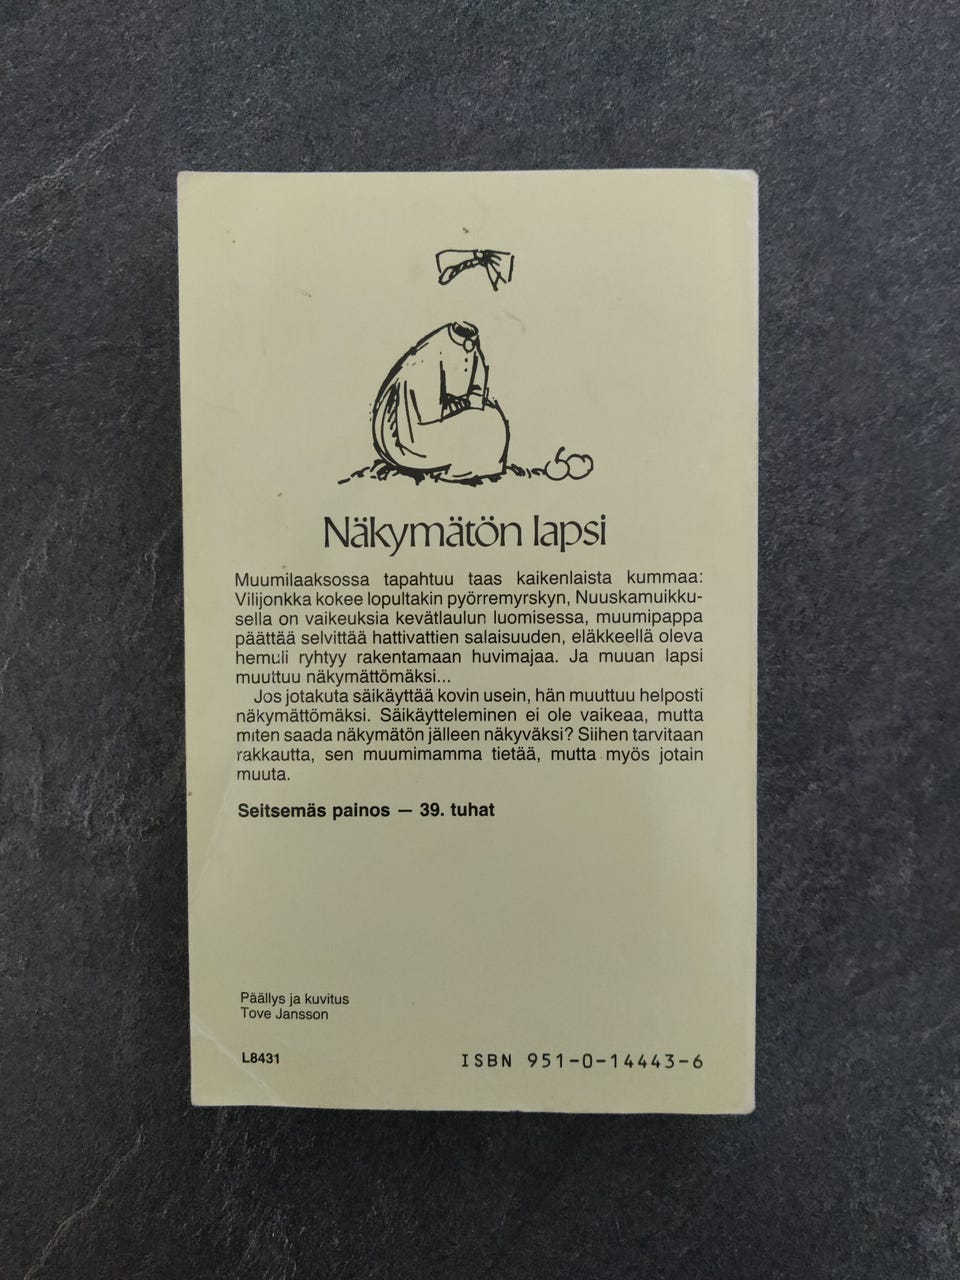 Näkymätön lapsi
Muumilaaksossa tapahtuu taas kaikenlaista kummaa:
Vilijonkka kokee lopultakin pyörremyrskyn, Nuuskamuikku-
sella on vaikeuksia kevätlaulun luomisessa, muumipappa
päättää selvittää hattivattien salaisuuden, eläkkeellä oleva
hemuli ryhtyy rakentamaan huvimajaa. Ja muuan lapsi
muuttuu näkymättömäksi...
Jos jotakuta säikäyttää kovin usein, hän muuttuu helposti
näkymättömäksi. Säikäytteleminen ei ole vaikeaa, mutta
miten saada näkymätön jälleen näkyväksi? Siihen tarvitaan
rakkautta, sen muumimamma tietää, mutta myös jotain
muuta.
Seitsemäs painos — 39. tuhat
Päällys ja kuvitus
Tove Jansson
L8431
ISBN 951-0-14443-6